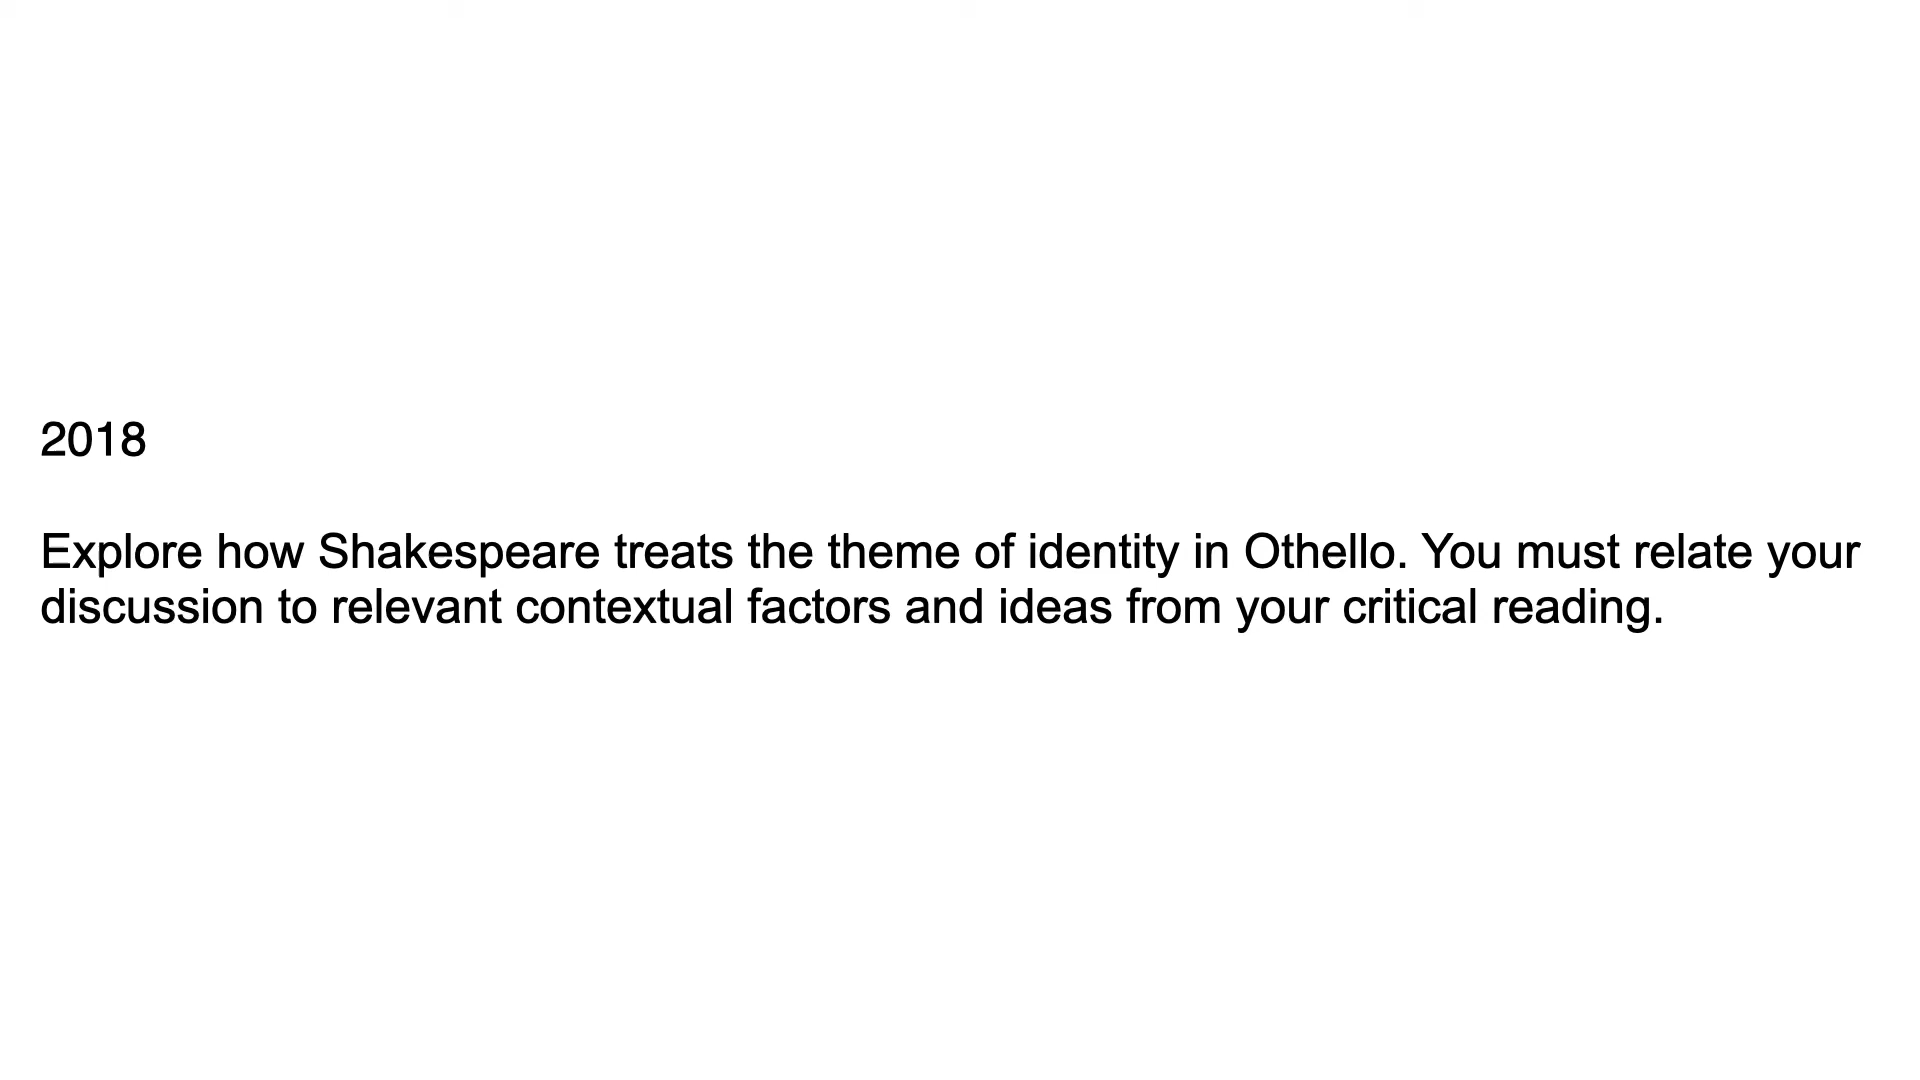 2018
Explore how Shakespeare treats the theme of identity in Othello. You must relate your
discussion to relevant contextual factors and ideas from your critical reading.